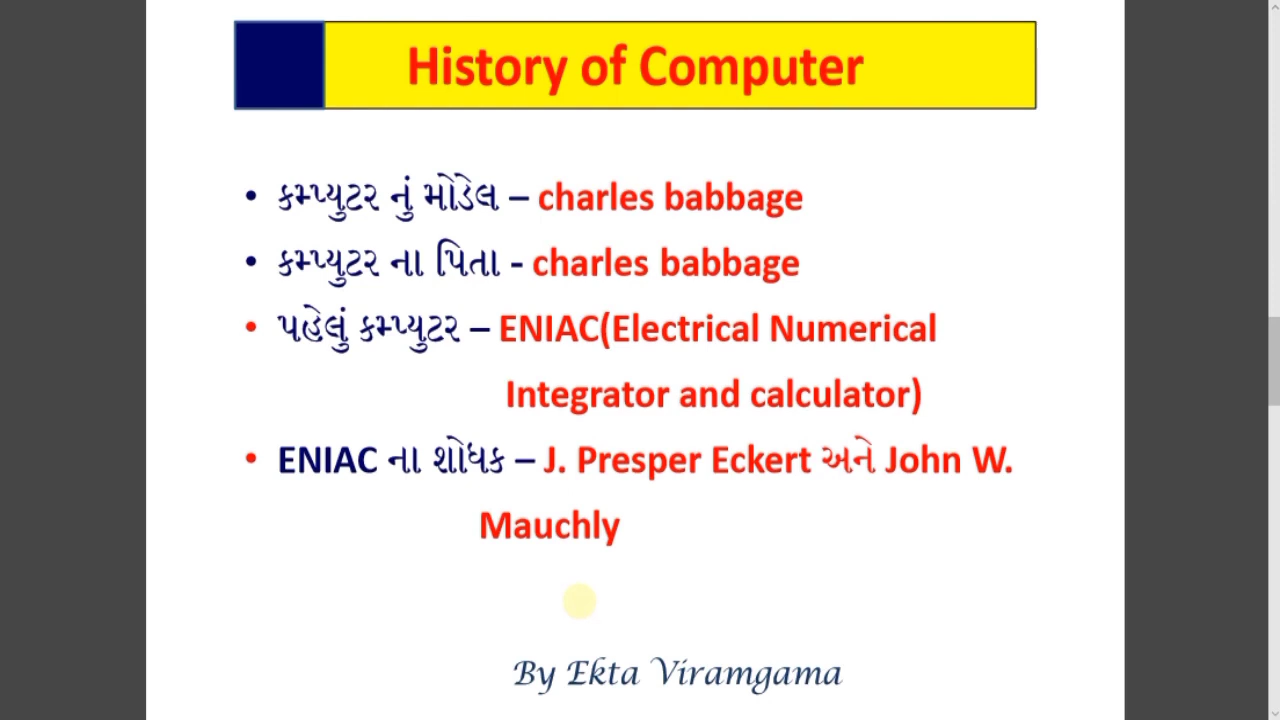 History of Computer
• કમ્પ્યુટર નું મોડેલ – charles babbage
• કમ્પ્યુટર ના પિતા - charles babbage
• પહેલું કમ્પ્યુટર – ENIAC(Electrical Numerical
Integrator and calculator)
• ENIAC ના શોધક – J. Presper Eckert અને John W.
Mauchly
By Ekta Viramgama